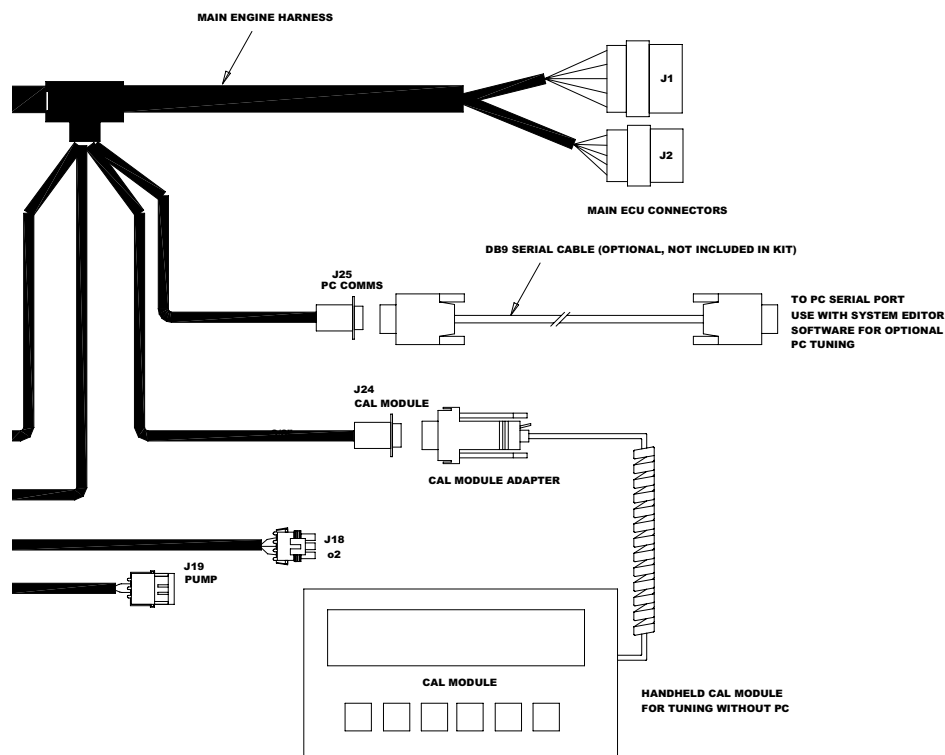 MAIN ENGINE HARNESS
J1
J2
MAIN ECU CONNECTORS
DB9 SERIAL CABLE (OPTIONAL, NOT INCLUDED IN KIT)
J25
PC COMMS
TO PC SERIAL PORT
USE WITH SYSTEM EDITOR
SOFTWARE FOR OPTIONAL
PC TUNING
J24
CAL MODULE
CAL MODULE ADAPTER
J18
o2
J19
PUMP
CAL MODULE
HANDHELD CAL MODULE
FOR TUNING WITHOUT PC